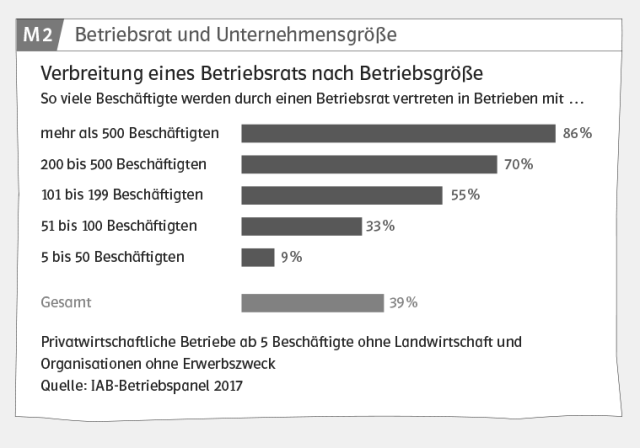 M 2 Betriebsrat und Unternehmensgröße
Verbreitung eines Betriebsrats nach Betriebsgröße
So viele Beschäftigte werden durch einen Betriebsrat vertreten in Betrieben mit …
mehr als 500 Beschäftigten 86 %
200 bis 500 Beschäftigten 70 %
101 bis 199 Beschäftigten 55 %
51 bis 100 Beschäftigten 33 %
5 bis 50 Beschäftigten 9 %
Gesamt 39 %
Privatwirtschaftliche Betriebe ab 5 Beschäftigte ohne Landwirtschaft und
Organisationen ohne Erwerbszweck
Quelle: IAB-Betriebspanel 2017